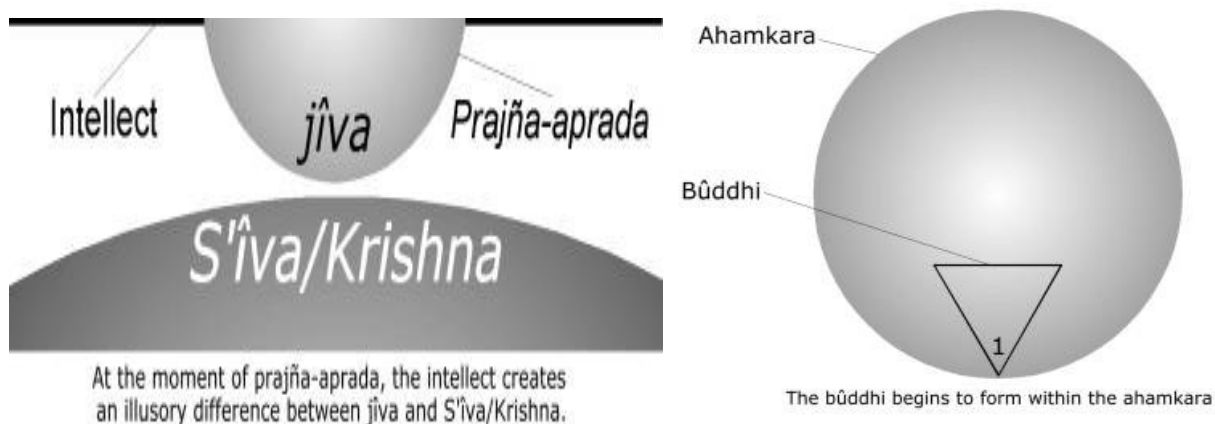 Intellect
jîva
Prajña-aprada
S'îva/Krishna
At the moment of prajña-aprada, the intellect creates
an illusory difference between jîva and S'îva/Krishna.
Ahamkara
Bûddhi
1
The bûddhi begins to form within the ahamkara